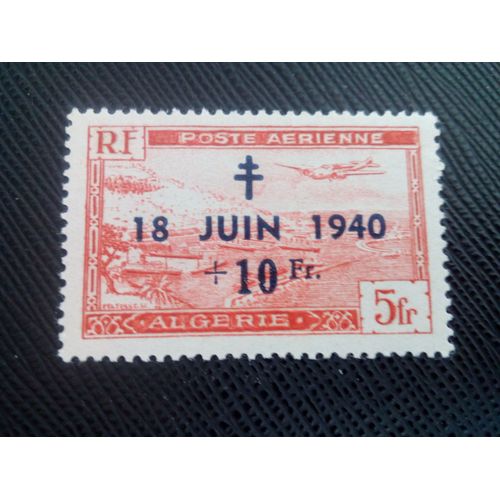 RF POSTE AERIENNE
18 JUIN 1940
+ 10 Fr.
ALGERIE 5fr